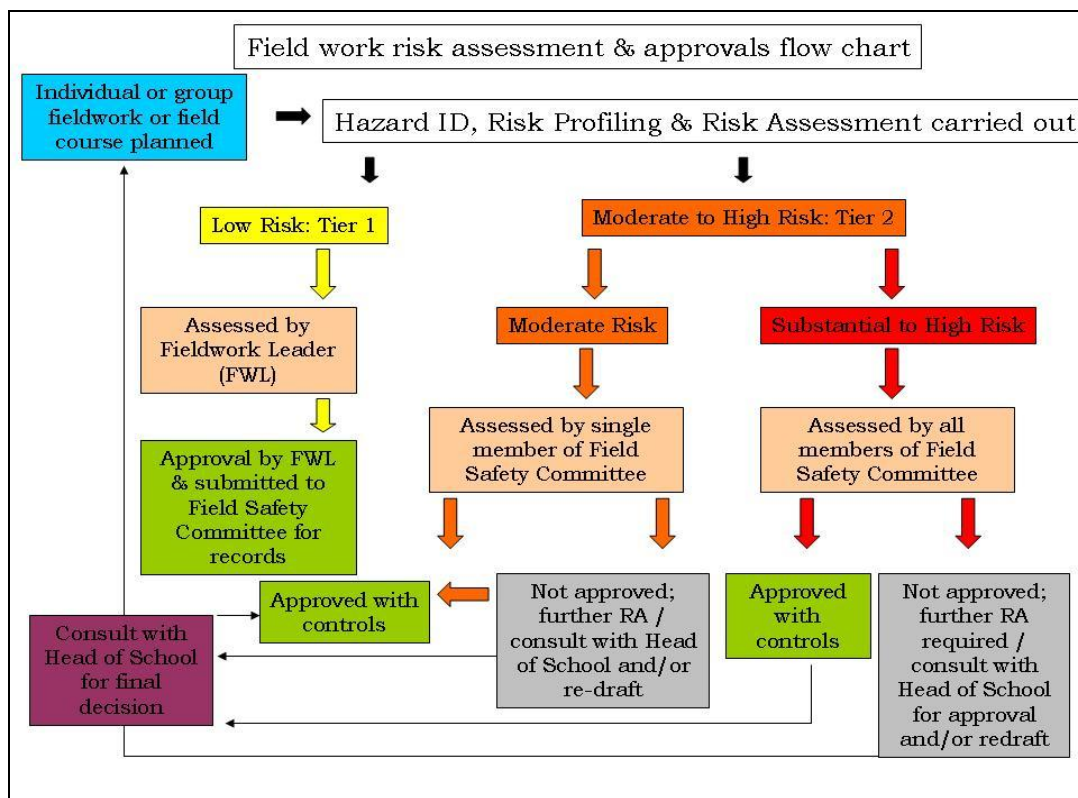 Field work risk assessment & approvals flow chart
Individual or group
fieldwork or field
course planned
Hazard ID, Risk Profiling & Risk Assessment carried out
Low Risk: Tier 1
Moderate to High Risk: Tier 2
Assessed by
Fieldwork Leader
(FWL)
Moderate Risk
Substantial to High Risk
Assessed by single
member of Field
Safety Committee
Assessed by all
members of Field
Safety Committee
Approval by FWL
& submitted to
Field Safety
Committee for
records
Approved with
controls
Not approved;
further RA /
consult with Head
of School and/or
re-draft
Approved
with
controls
Not approved;
further RA
required /
consult with
Head of School
for approval
and/or redraft
Consult with
Head of School
for final
decision